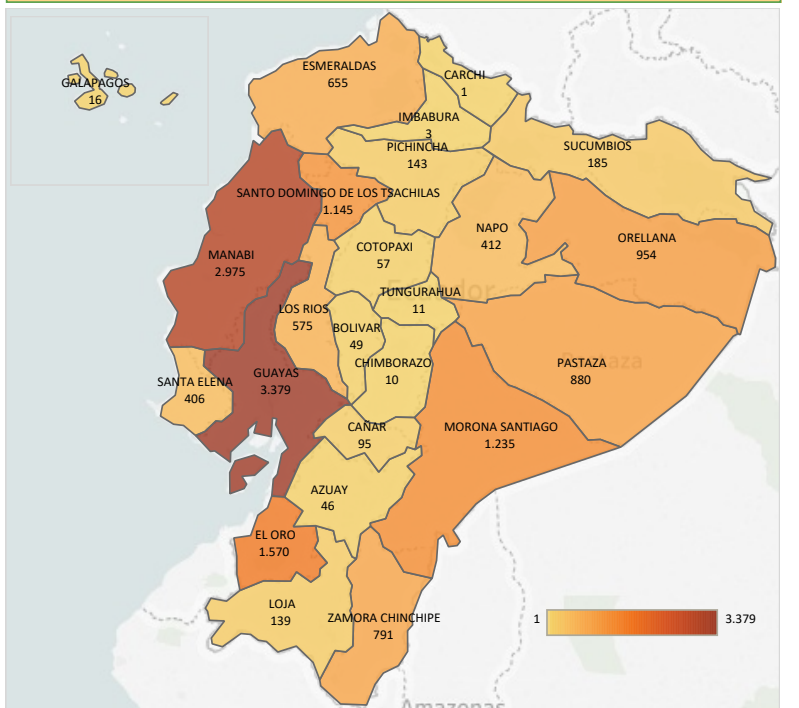 ESMERALDAS
655
CARCHI
1
GALAPAGOS
16
IMBABURA
3
PICHINCHA
143
SUCUMBIOS
185
SANTO DOMINGO DE LOS TSACHILAS
1.145
NAPO
412
ORELLANA
954
MANABI
2.975
COTOPAXI
57
TUNGURAHUA
11
LOS RIOS
575
BOLIVAR
49
CHIMBORAZO
10
PASTAZA
880
SANTA ELENA
406
GUAYAS
3.379
CAÑAR
95
MORONA SANTIAGO
1.235
AZUAY
46
EL ORO
1.570
LOJA
139
ZAMORA CHINCHIPE
791
1
3.379
Amazonas